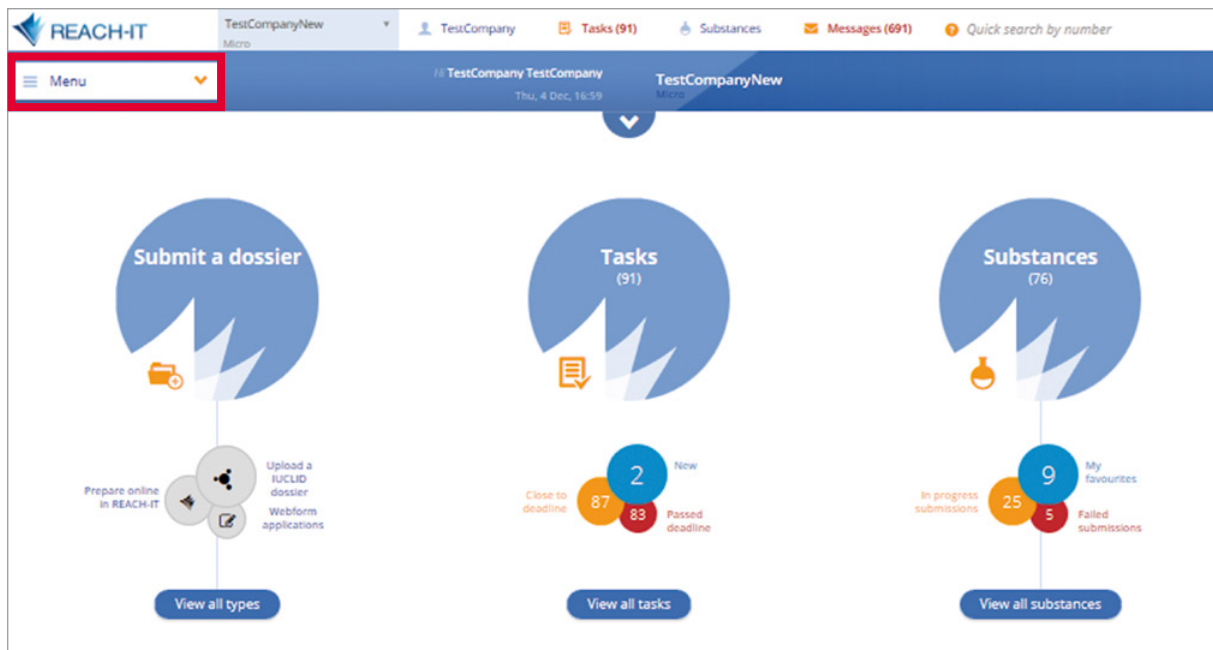 REACH-IT
TestCompanyNew
Micro
TestCompany
Tasks (91)
Substances
Messages (691)
Quick search by number
Menu
Hi TestCompany TestCompany
Thu, 4 Dec, 16:59
TestCompanyNew
Micro
Submit a dossier
Tasks
(91)
Substances
(76)
Prepare online
in REACH-IT
Upload a
IUCLID
dossier
Webform
applications
Close to
deadline
87
2
New
83
Passed
deadline
In progress
submissions
25
9
My
favourites
5
Failed
submissions
View all types
View all tasks
View all substances